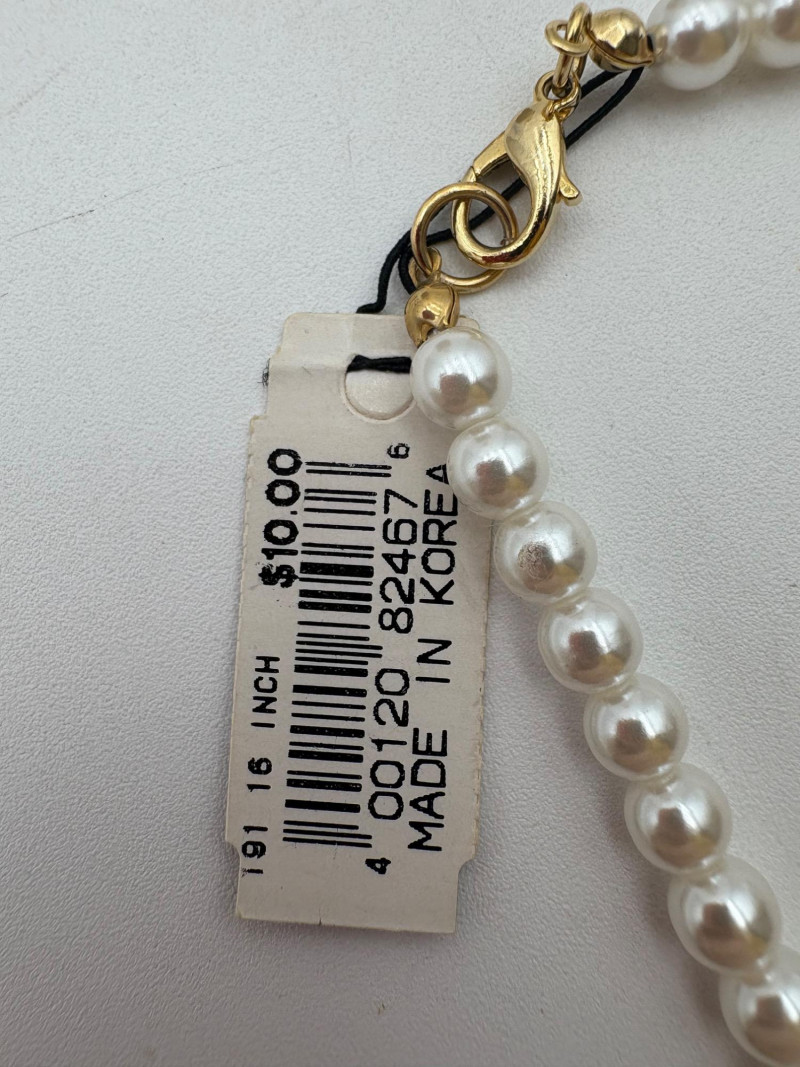 191 16 INCH $10.00
4 00120 82467 6
MADE IN KOREA